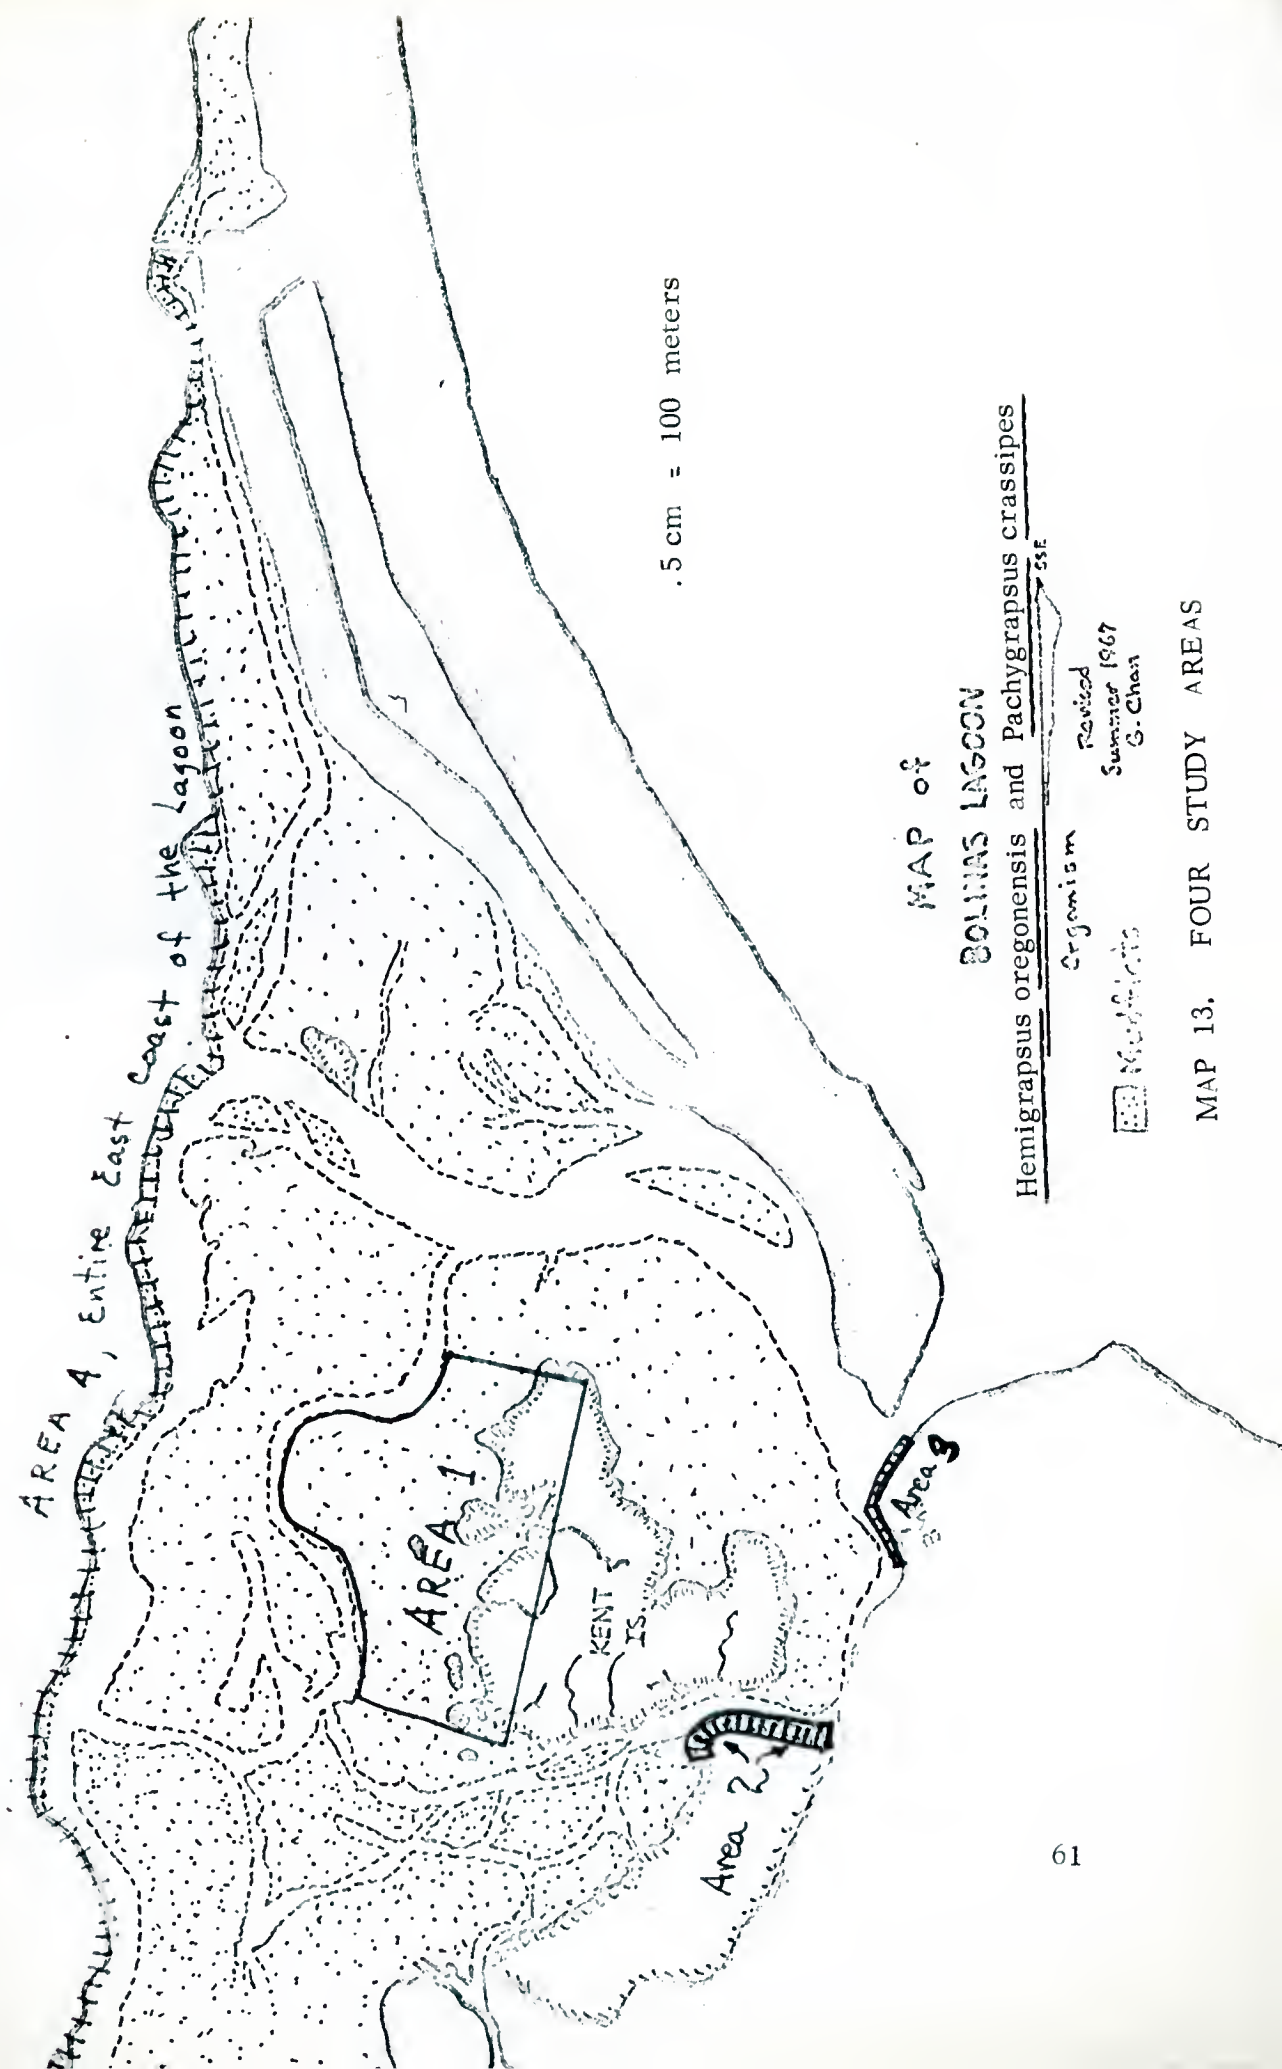 AREA 4, Entire East Coast of the Lagoon
AREA 1
KENT
IS.
Area 2
Area 3
.5 cm = 100 meters
MAP of
BOLINAS LAGOON
Hemigrapsus oregonensis and Pachygrapsus crassipes
Organism
SSE
Revised
Summer 1967
G. Chan
Mudflats
MAP 13. FOUR STUDY AREAS
61